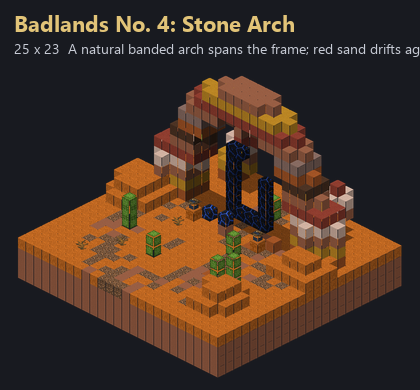 Badlands No. 4: Stone Arch
25 x 23 A natural banded arch spans the frame; red sand drifts ag